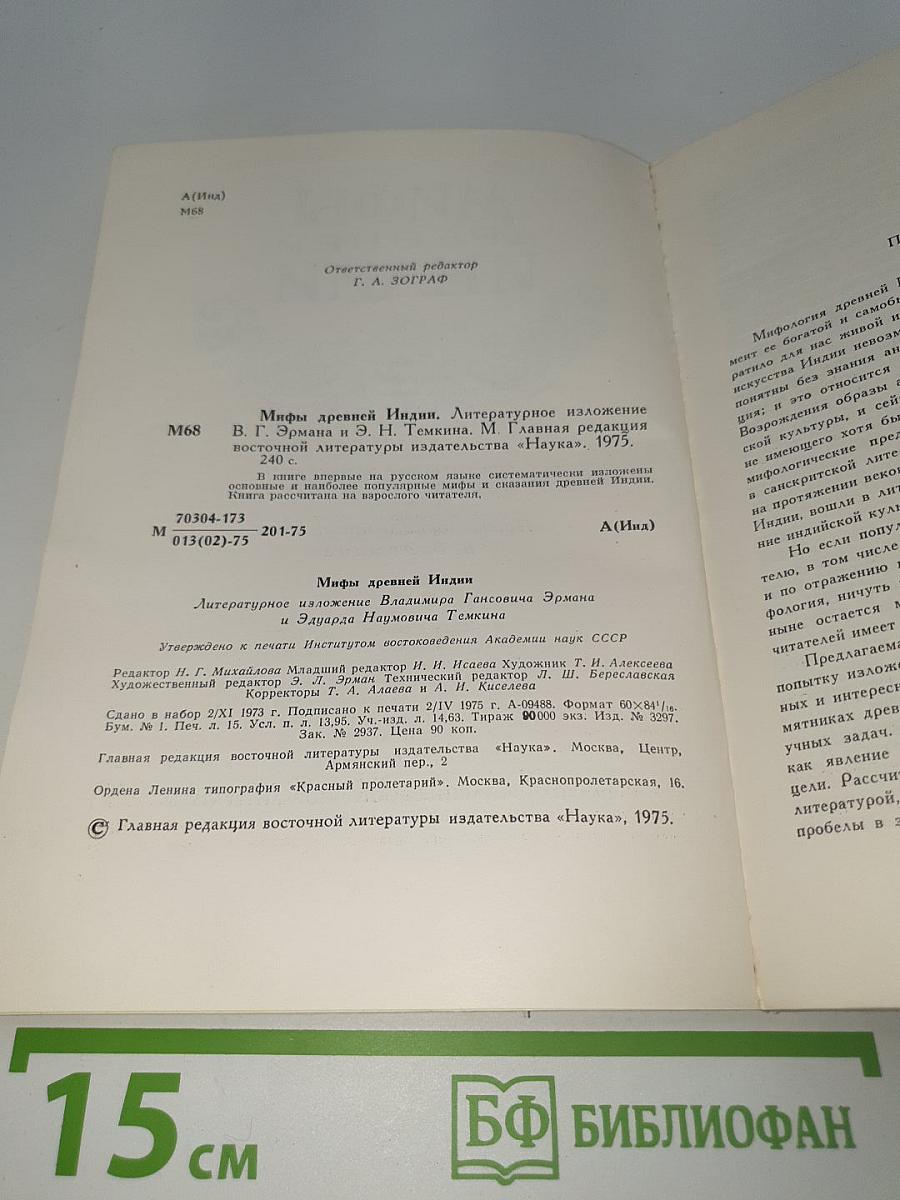 А(Инд)
М68
Ответственный редактор
Г. А. ЗОГРАФ
Мифы древней Индии. Литературное изложение
М68 В. Г. Эрмана и Э. Н. Темкина. М. Главная редакция
восточной литературы издательства «Наука». 1975.
240 с.
В книге впервые на русском языке систематически изложены
основные и наиболее популярные мифы и сказания древней Индии.
Книга рассчитана на взрослого читателя.
70304-173
М 201-75 А(Инд)
013(02)-75
Мифы древней Индии
Литературное изложение Владимира Гансовича Эрмана
и Эдуарда Наумовича Темкина
Утверждено к печати Институтом востоковедения Академии наук СССР
Редактор Н. Г. Михайлова Младший редактор И. И. Исаева Художник Т. И. Алексеева
Художественный редактор Э. Л. Эрман Технический редактор Л. Ш. Береславская
Корректоры Т. А. Алаева и А. И. Киселева
Сдано в набор 2/XI 1973 г. Подписано к печати 2/IV 1975 г. А-09488. Формат 60×84¹/₁₆.
Бум. № 1. Печ. л. 15. Усл. п. л. 13,95. Уч.-изд. л. 14,63. Тираж 90000 экз. Изд. № 3297.
Зак. № 2937. Цена 90 коп.
Главная редакция восточной литературы издательства «Наука». Москва, Центр,
Армянский пер., 2
Ордена Ленина типография «Красный пролетарий». Москва, Краснопролетарская, 16.
© Главная редакция восточной литературы издательства «Наука», 1975.
П
Мифология древней
мент ее богатой и самобы
ратило для нас живой и
искусства Индии невозм
понятны без знания ан
ция; и это относится
Возрождения образы а
ской культуры, и сей
не имеющего хотя бы
мифологические пред
в санскритской лите
на протяжении веко
Индии, вошли в лит
ние индийской куль
Но если попул
телю, в том числе
и по отражению
фология, ничуть
ныне остается м
читателей имеет
Предлагаема
попытку изложе
ных и интересн
мятниках древ
учных задач.
как явление
цели. Рассчит
литературой,
пробелы в з
15 см
БФ БИБЛИОФАН